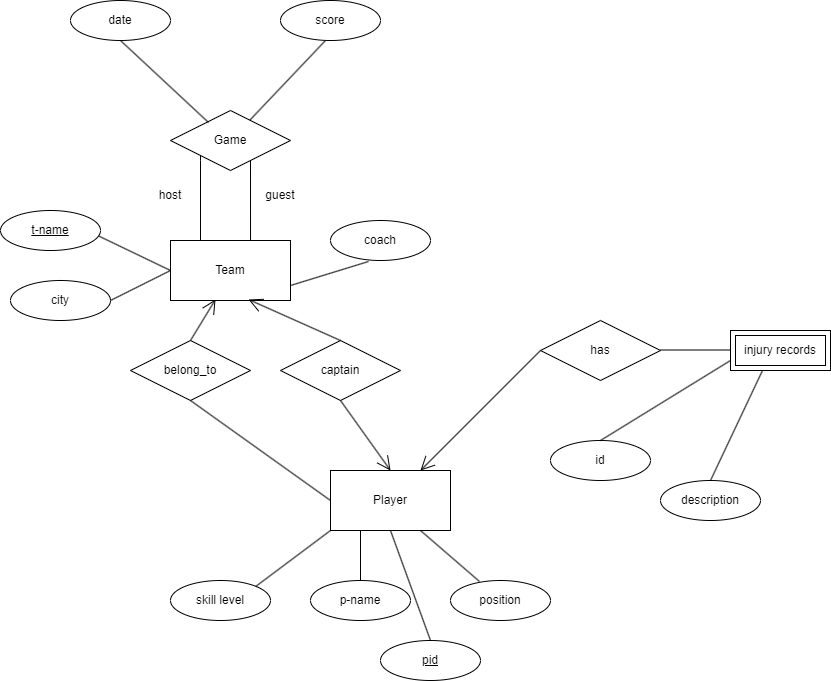 date
score
Game
host
guest
t-name
coach
Team
city
has
injury records
belong_to
captain
id
Player
description
skill level
p-name
position
pid